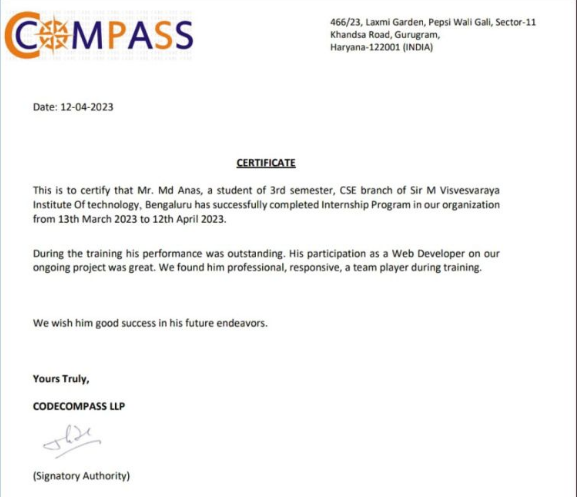 COMPASS
466/23, Laxmi Garden, Pepsi Wali Gali, Sector-11
Khandsa Road, Gurugram,
Haryana-122001 (INDIA)
Date: 12-04-2023
CERTIFICATE
This is to certify that Mr. Md Anas, a student of 3rd semester, CSE branch of Sir M Visvesvaraya
Institute Of technology, Bengaluru has successfully completed Internship Program in our organization
from 13th March 2023 to 12th April 2023.
During the training his performance was outstanding. His participation as a Web Developer on our
ongoing project was great. We found him professional, responsive, a team player during training.
We wish him good success in his future endeavors.
Yours Truly,
CODECOMPASS LLP
(Signatory Authority)